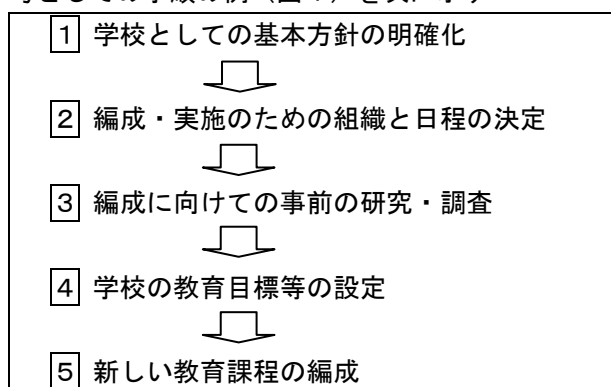 1 学校としての基本方針の明確化
2 編成・実施のための組織と日程の決定
3 編成に向けての事前の研究・調査
4 学校の教育目標等の設定
5 新しい教育課程の編成